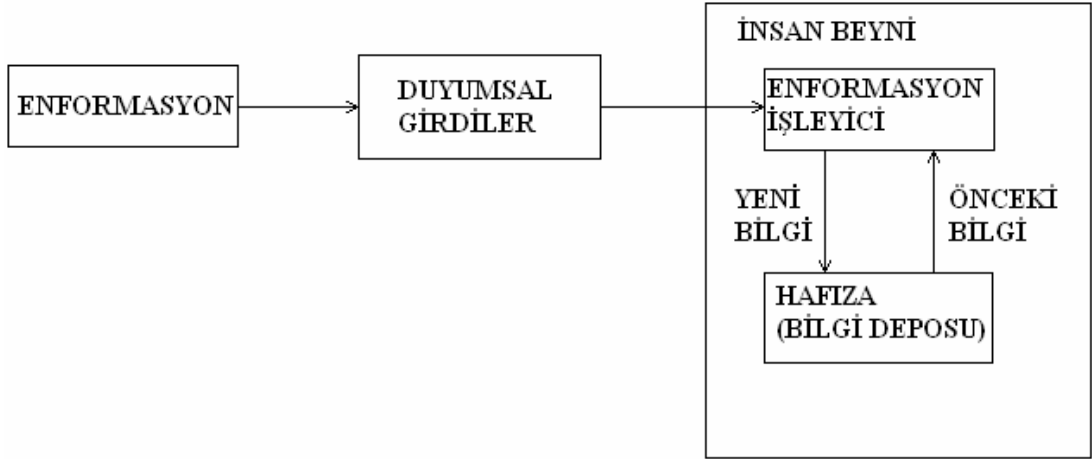 ENFORMASYON
DUYUMSAL
GİRDİLER
İNSAN BEYNİ
ENFORMASYON
İŞLEYİCİ
YENİ
BİLGİ
ÖNCEKİ
BİLGİ
HAFIZA
(BİLGİ DEPOSU)